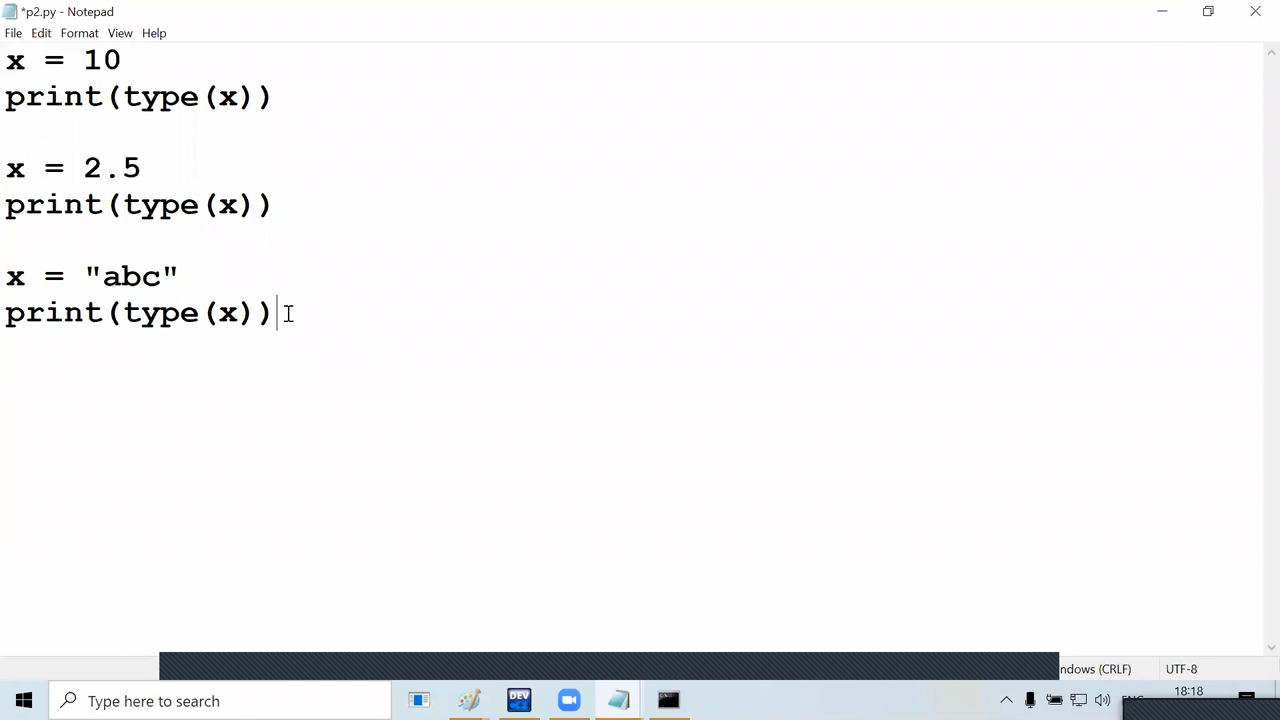 *p2.py - Notepad
File Edit Format View Help
x = 10
print(type(x))
x = 2.5
print(type(x))
x = "abc"
print(type(x))
(CRLF) UTF-8
DEV
Type here to search
18:18